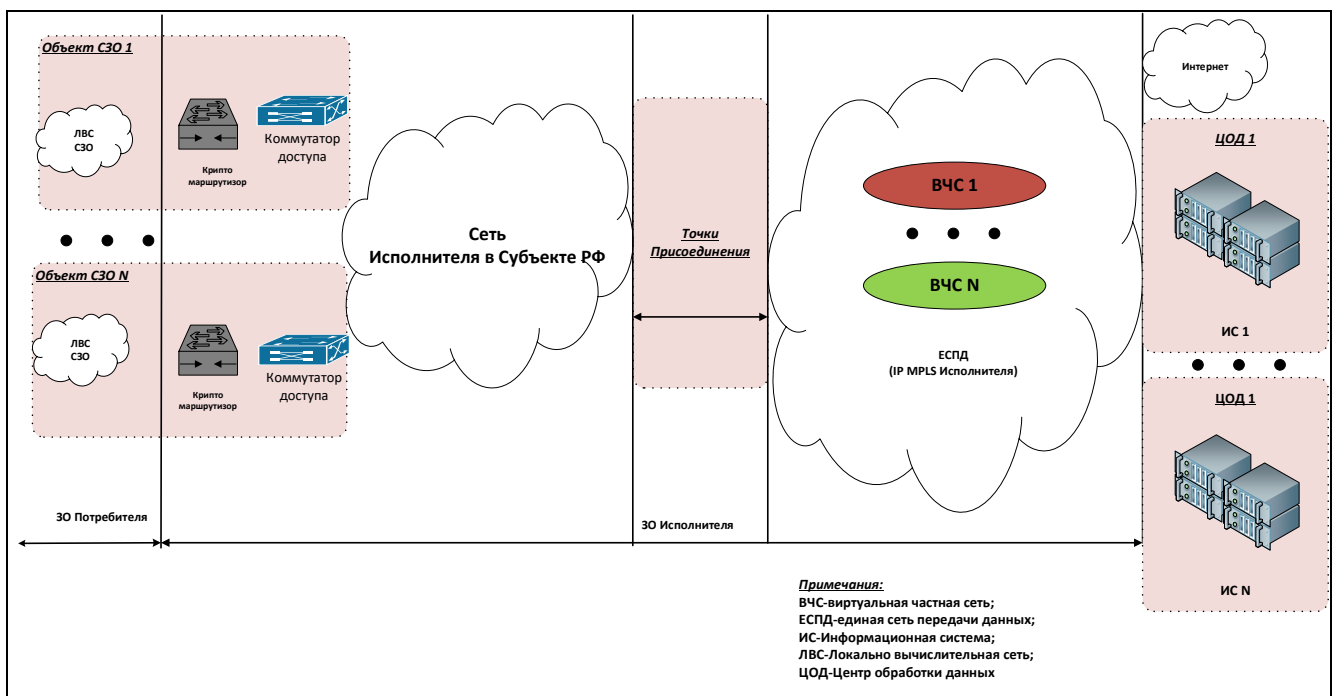 Объект СЗО 1
ЛВС
СЗО
Крипто
маршрутизор
Коммутатор
доступа
Объект СЗО N
ЛВС
СЗО
Крипто
маршрутизор
Коммутатор
доступа
Сеть
Исполнителя в Субъекте РФ
Точки
Присоединения
ВЧС 1
ВЧС N
ЕСПД
(IP MPLS Исполнителя)
Интернет
ЦОД 1
ИС 1
ЦОД 1
ИС N
ЗО Потребителя
ЗО Исполнителя
Примечания:
ВЧС-виртуальная частная сеть;
ЕСПД-единая сеть передачи данных;
ИС-Информационная система;
ЛВС-Локально вычислительная сеть;
ЦОД-Центр обработки данных